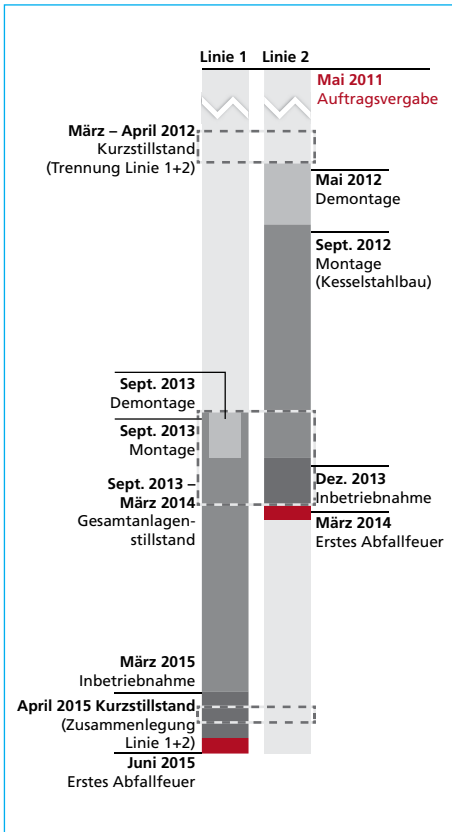 Linie 1 Linie 2
Mai 2011
Auftragsvergabe
März – April 2012
Kurzstillstand
(Trennung Linie 1+2)
Mai 2012
Demontage
Sept. 2012
Montage
(Kesselstahlbau)
Sept. 2013
Demontage
Sept. 2013
Montage
Sept. 2013 –
März 2014
Gesamtanlagen-
stillstand
Dez. 2013
Inbetriebnahme
März 2014
Erstes Abfallfeuer
März 2015
Inbetriebnahme
April 2015 Kurzstillstand
(Zusammenlegung
Linie 1+2)
Juni 2015
Erstes Abfallfeuer